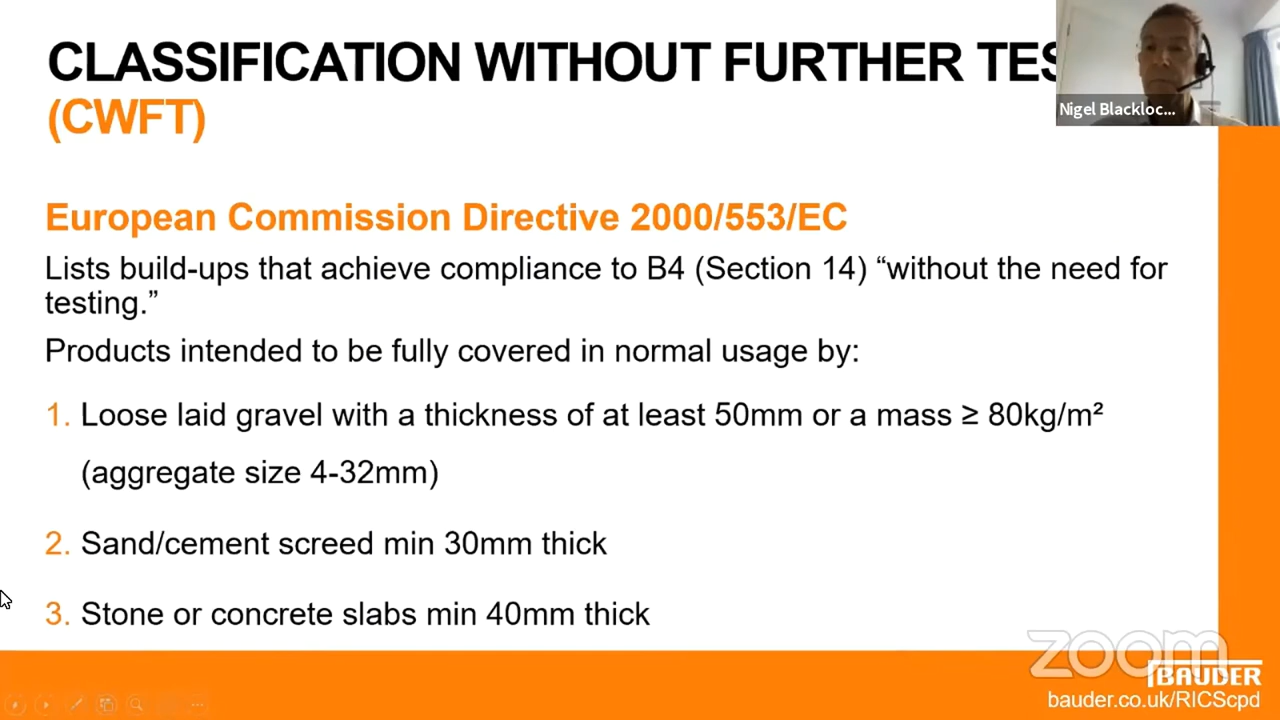 CLASSIFICATION WITHOUT FURTHER TES
(CWFT)
Nigel Blackloc...
European Commission Directive 2000/553/EC
Lists build-ups that achieve compliance to B4 (Section 14) “without the need for
testing.”
Products intended to be fully covered in normal usage by:
1. Loose laid gravel with a thickness of at least 50mm or a mass ≥ 80kg/m²
(aggregate size 4-32mm)
2. Sand/cement screed min 30mm thick
3. Stone or concrete slabs min 40mm thick
zoom
BAUDER
bauder.co.uk/RICScpd